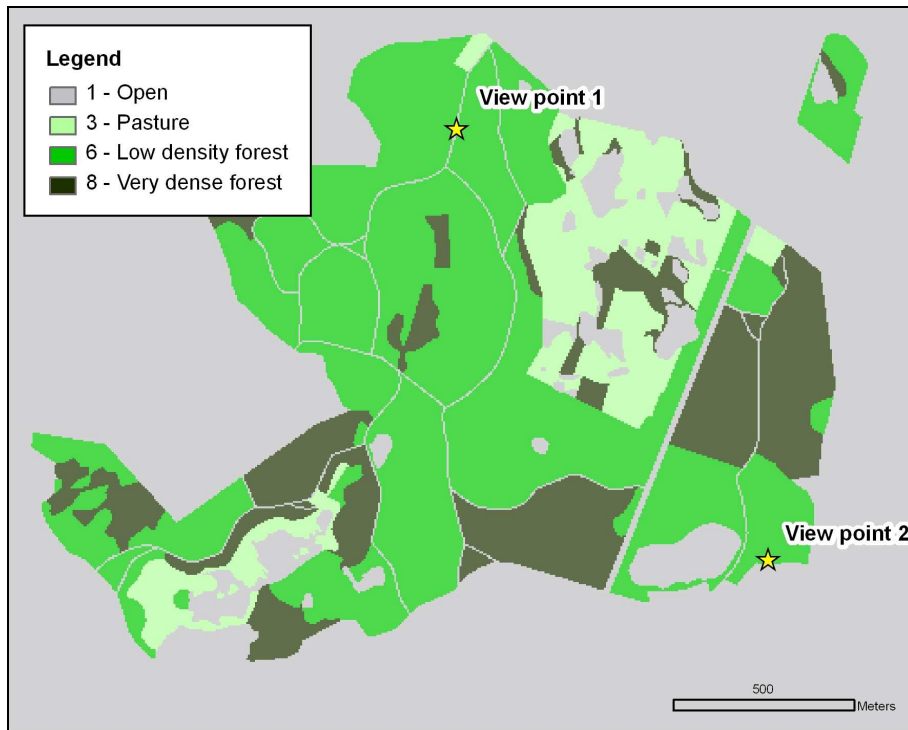 Legend
1 - Open
3 - Pasture
6 - Low density forest
8 - Very dense forest
View point 1
View point 2
500
Meters